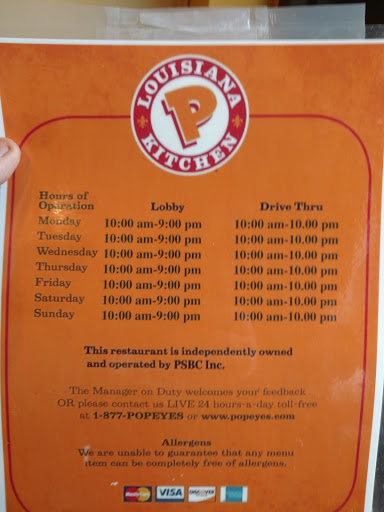 LOUISIANA
P
KITCHEN
Hours of
Operation Lobby Drive Thru
Monday 10:00 am-9:00 pm 10:00 am-10.00 pm
Tuesday 10:00 am-9:00 pm 10:00 am-10.00 pm
Wednesday 10:00 am-9:00 pm 10:00 am-10.00 pm
Thursday 10:00 am-9:00 pm 10:00 am-10.00 pm
Friday 10:00 am-9:00 pm 10:00 am-10.00 pm
Saturday 10:00 am-9:00 pm 10:00 am-10.00 pm
Sunday 10:00 am-9:00 pm 10:00 am-10.00 pm
This restaurant is independently owned
and operated by PSBC Inc.
The Manager on Duty welcomes your feedback
OR please contact us LIVE 24 hours-a-day toll-free
at 1-877-POPEYES or www.popeyes.com
Allergens
We are unable to guarantee that any menu
item can be completely free of allergens.
MasterCard VISA DISCOVER